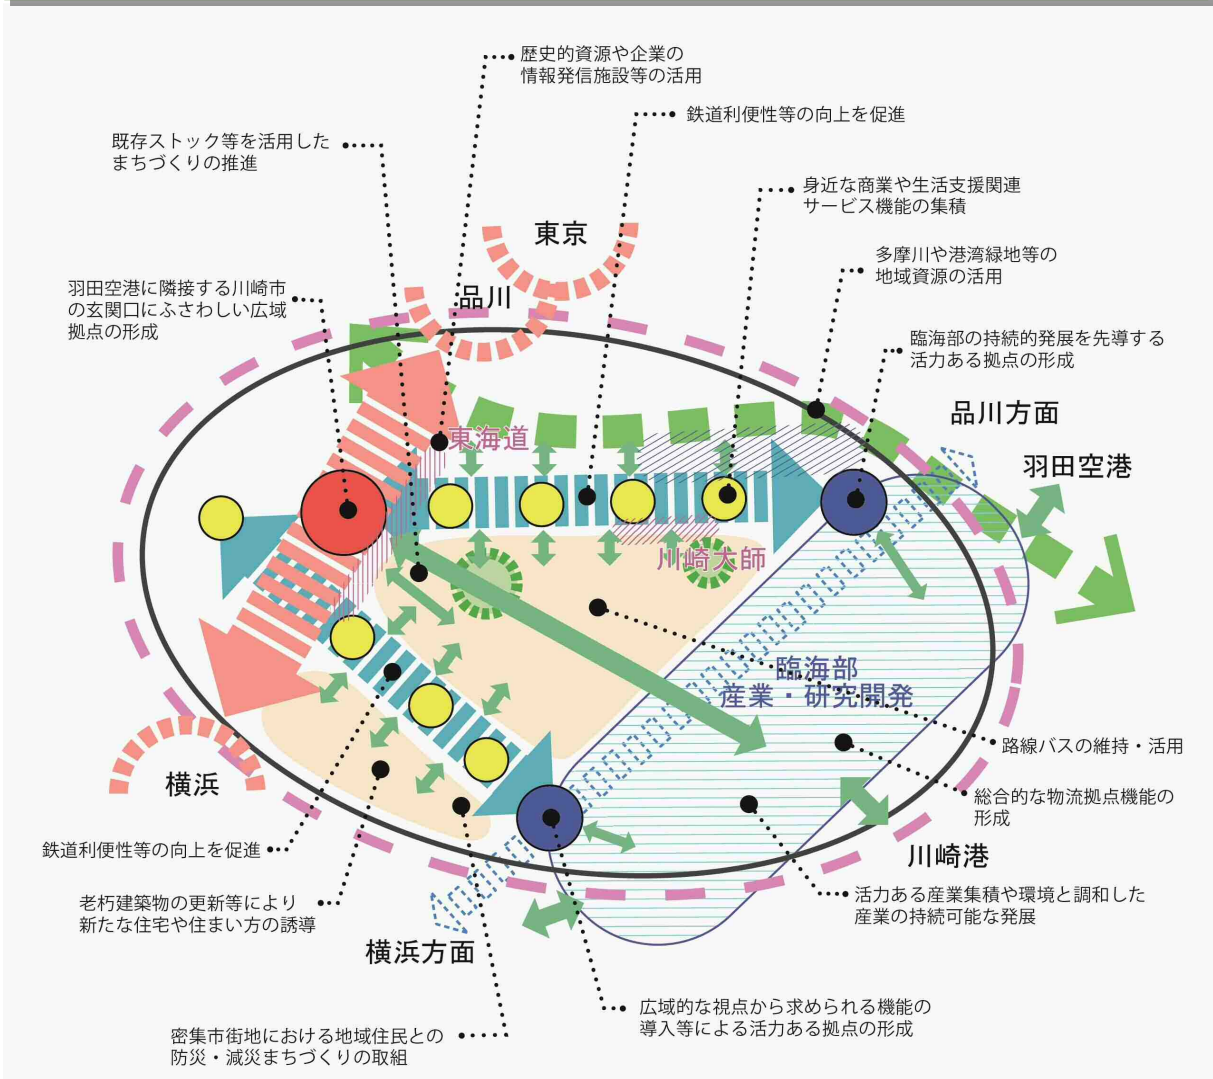 歴史的資源や企業の
情報発信施設等の活用
鉄道利便性等の向上を促進
既存ストック等を活用した
まちづくりの推進
身近な商業や生活支援関連
サービス機能の集積
東京
多摩川や港湾緑地等の
地域資源の活用
品川
羽田空港に隣接する川崎市
の玄関口にふさわしい広域
拠点の形成
臨海部の持続的発展を先導する
活力ある拠点の形成
品川方面
東海道
羽田空港
川崎大師
臨海部
産業・研究開発
路線バスの維持・活用
横浜
総合的な物流拠点機能の
形成
鉄道利便性等の向上を促進
川崎港
老朽建築物の更新等により
新たな住宅や住まい方の誘導
活力ある産業集積や環境と調和した
産業の持続可能な発展
横浜方面
広域的な視点から求められる機能の
導入等による活力ある拠点の形成
密集市街地における地域住民との
防災・減災まちづくりの取組